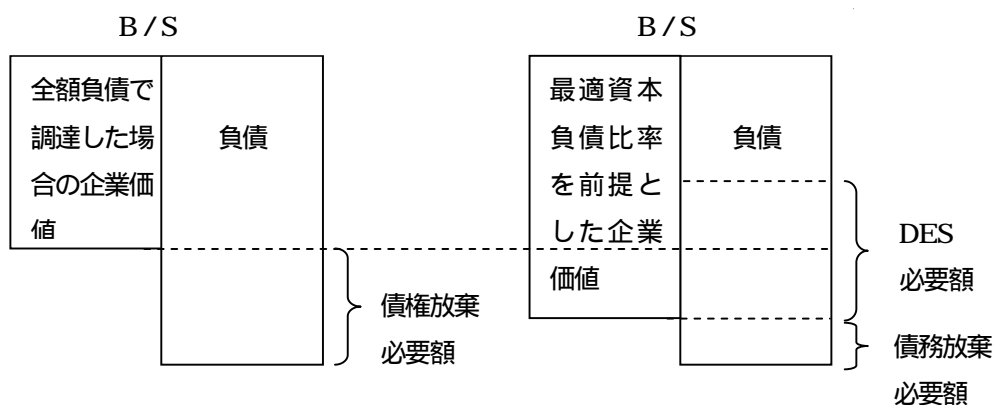 B/S
全額負債で
調達した場
合の企業価
値
負債
債権放棄
必要額
B/S
最適資本
負債比率
を前提と
した企業
価値
負債
DES
必要額
債務放棄
必要額